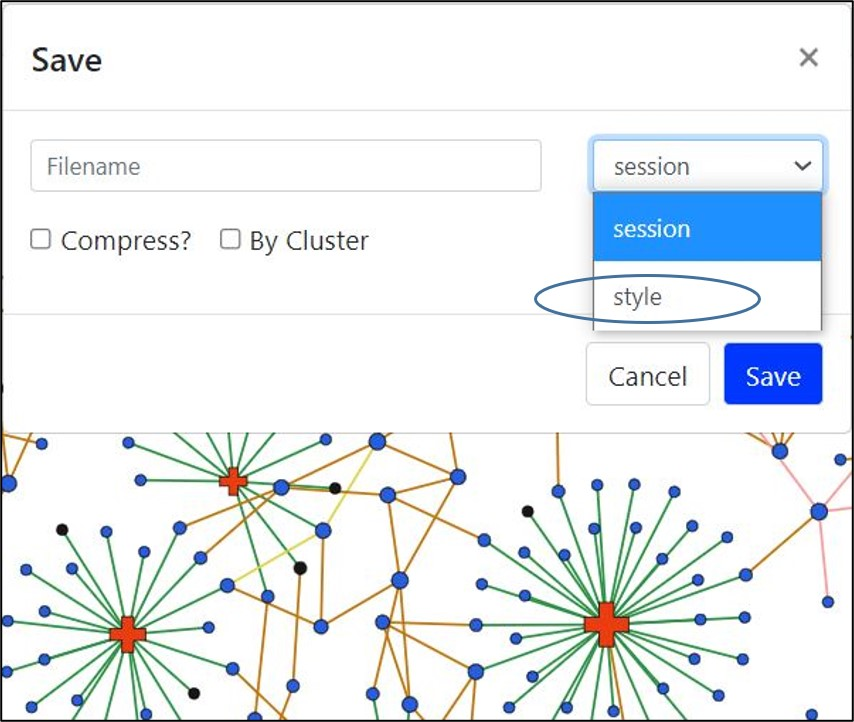 Save ×
Filename session
Compress? By Cluster session
style
Cancel Save